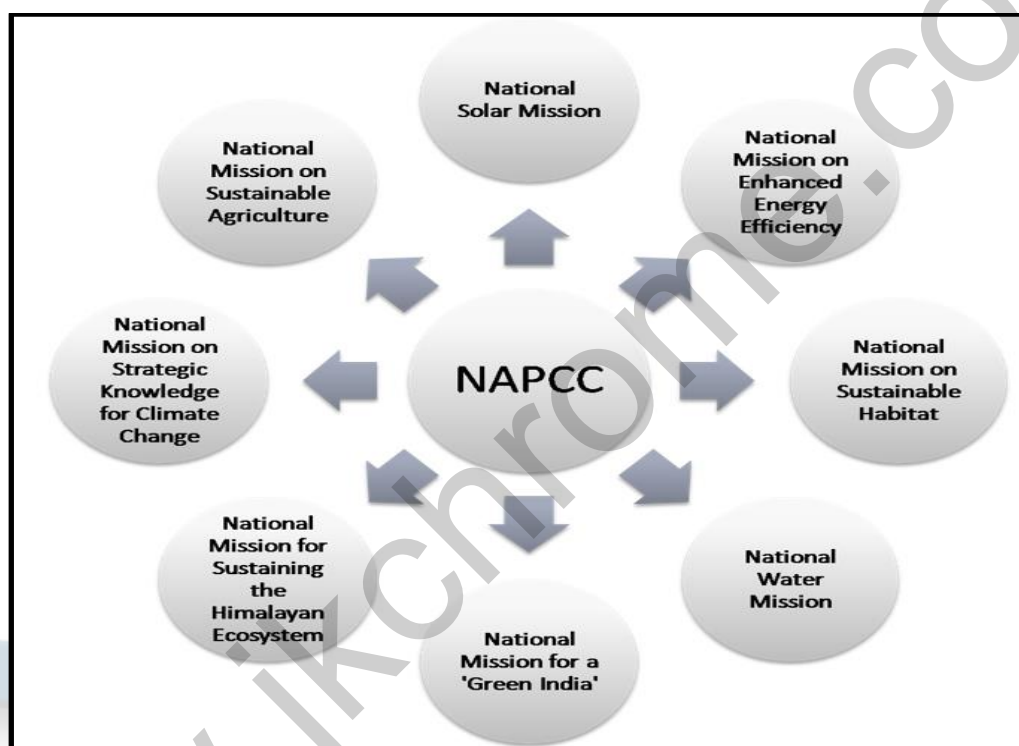 National
Solar Mission
National
Mission on
Enhanced
Energy
Efficiency
National
Mission on
Sustainable
Habitat
National
Water
Mission
National
Mission for a
'Green India'
National
Mission for
Sustaining
the
Himalayan
Ecosystem
National
Mission on
Strategic
Knowledge
for Climate
Change
National
Mission on
Sustainable
Agriculture
NAPCC